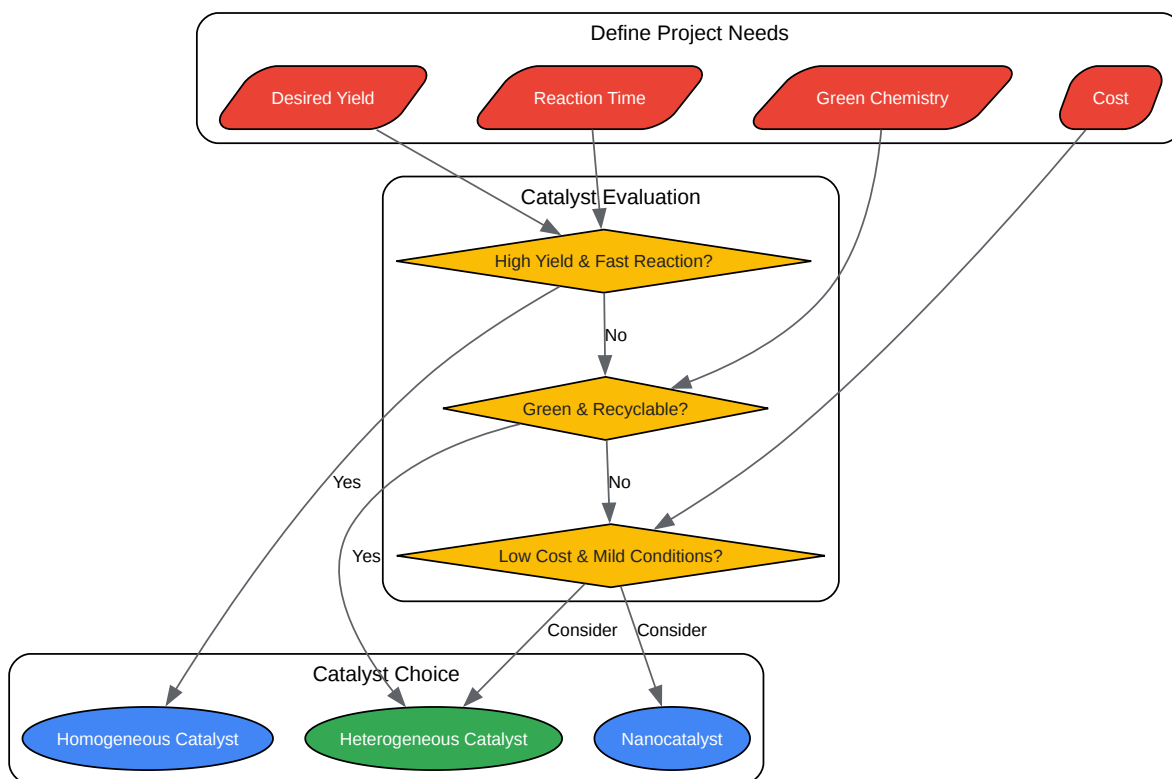 Define Project Needs
Desired Yield
Reaction Time
Green Chemistry
Cost
Catalyst Evaluation
High Yield & Fast Reaction?
No
Green & Recyclable?
Yes
No
Yes
Low Cost & Mild Conditions?
Consider
Consider
Catalyst Choice
Homogeneous Catalyst
Heterogeneous Catalyst
Nanocatalyst